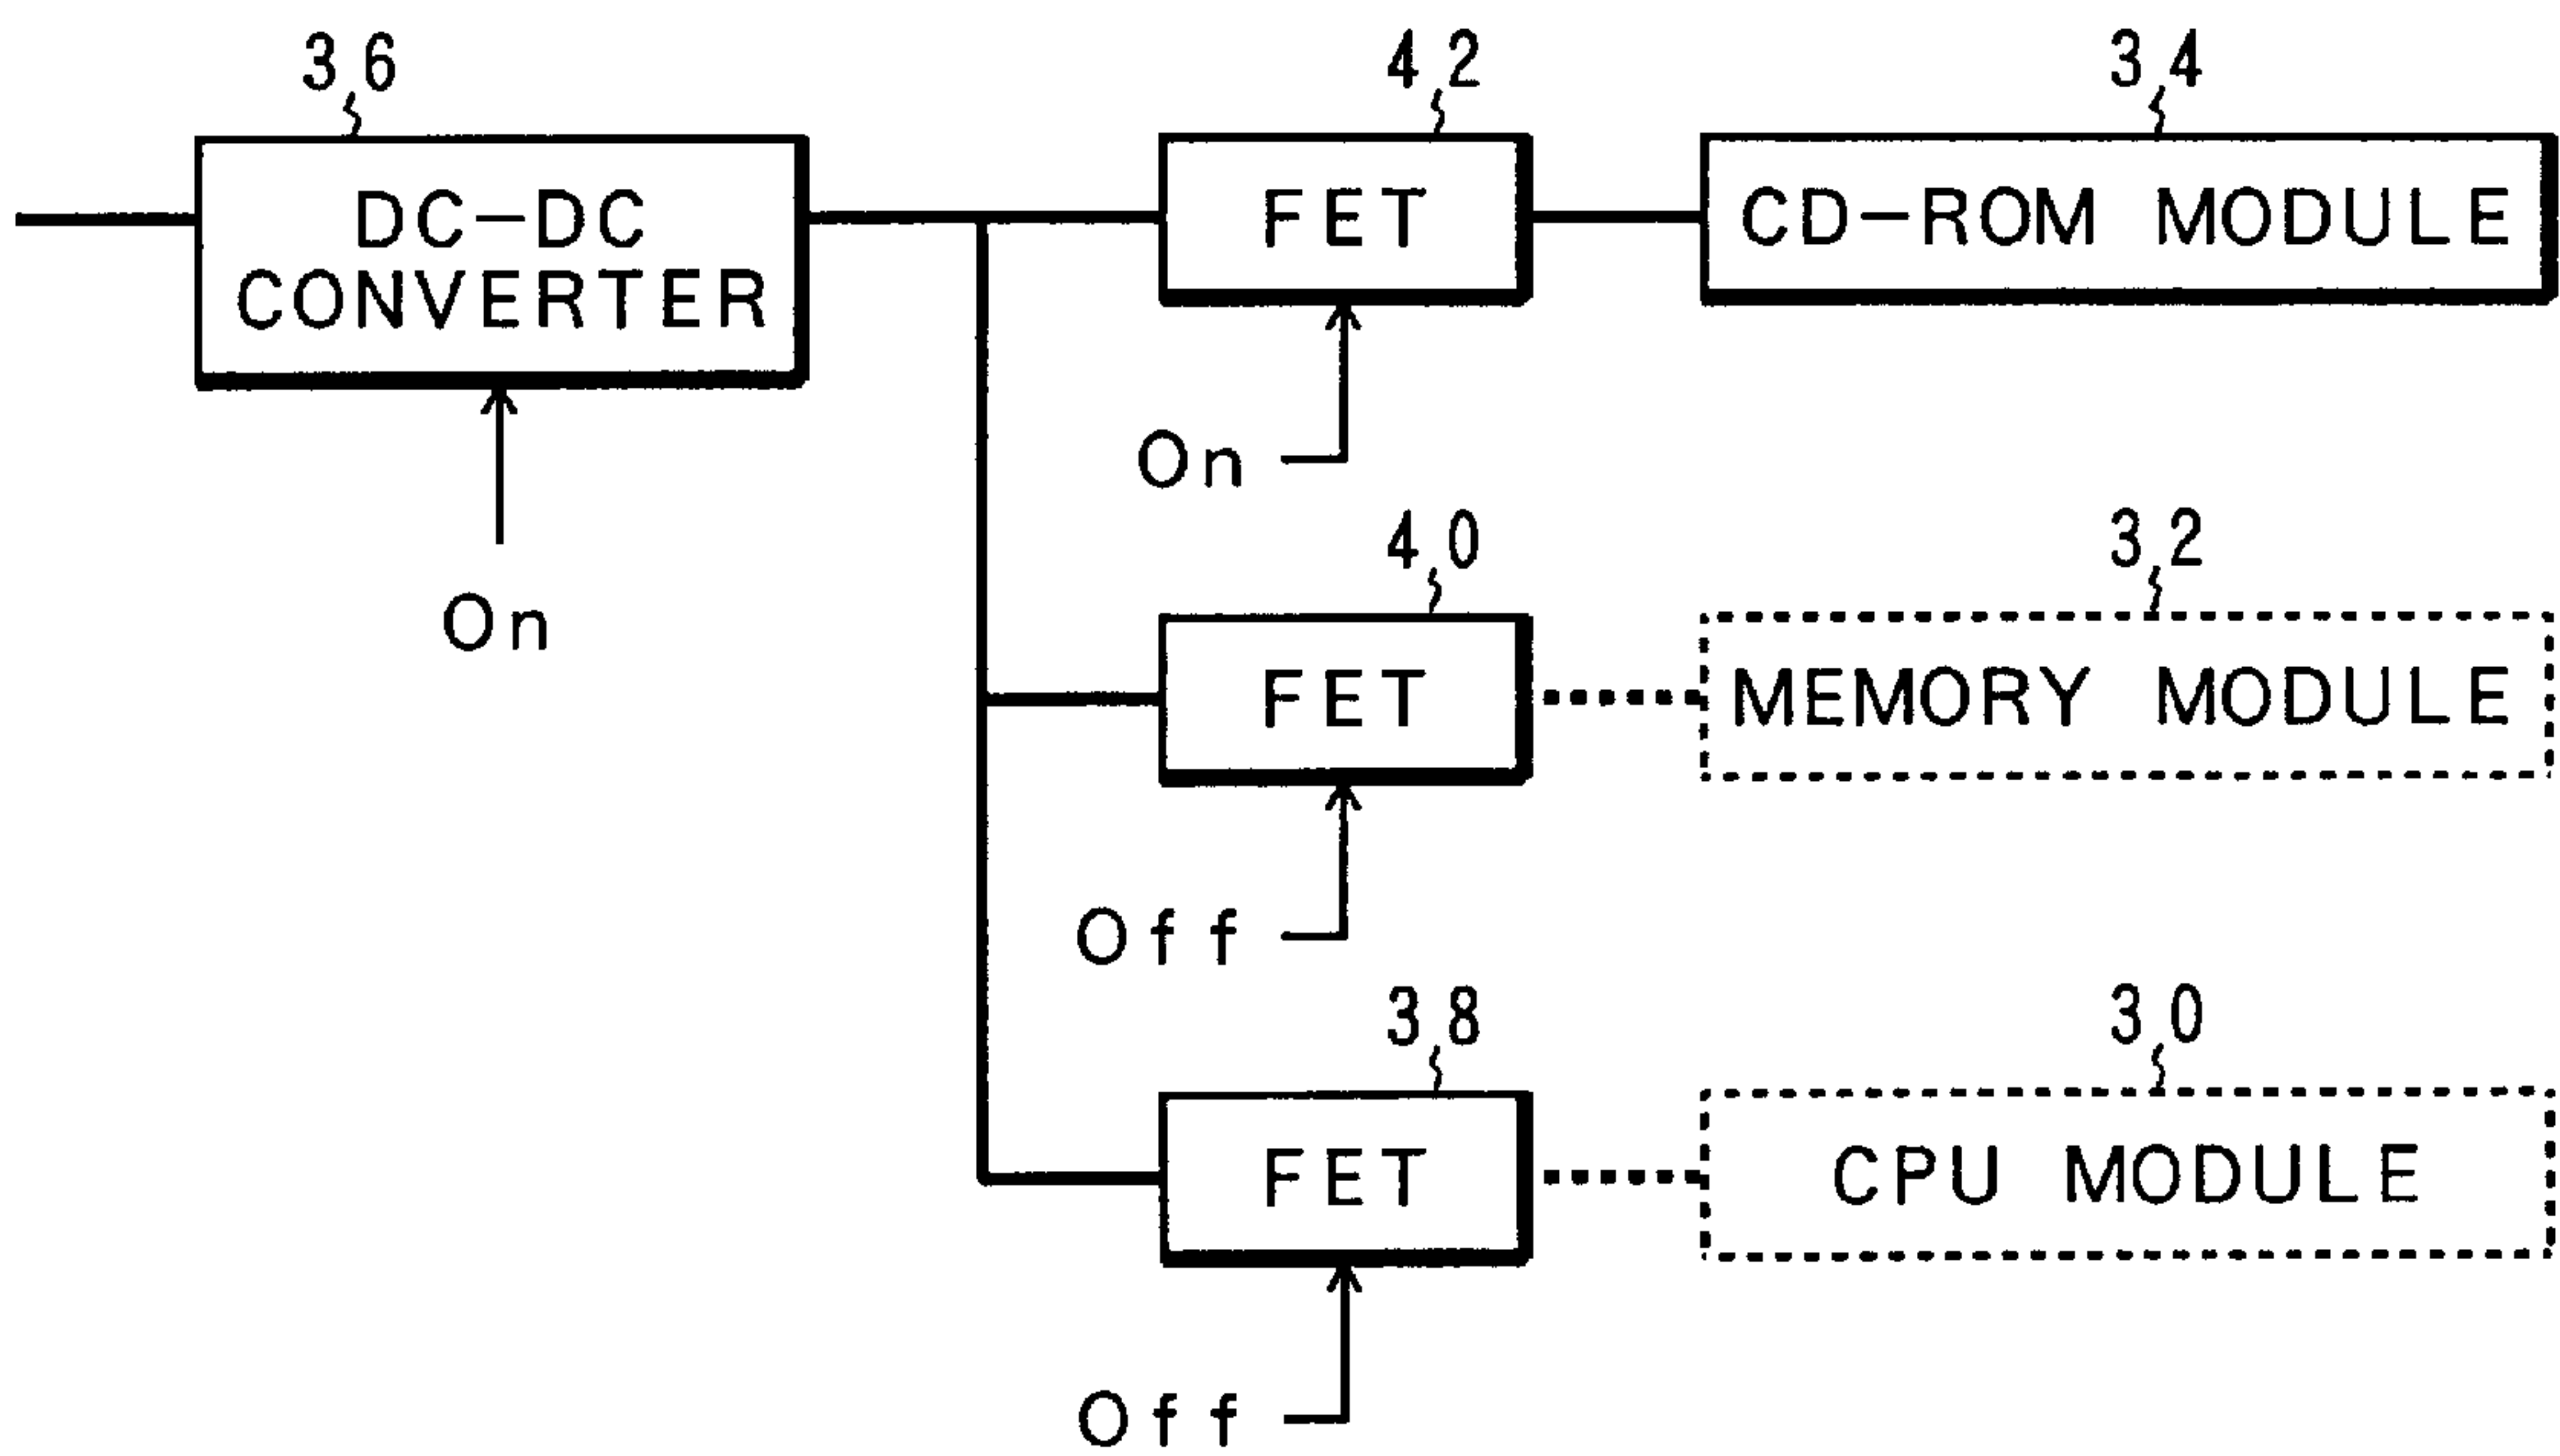 36
42
34
DC-DC
CONVERTER
FET
CD-ROM MODULE
On
On
40
32
FET
MEMORY MODULE
Off
38
30
FET
CPU MODULE
Off